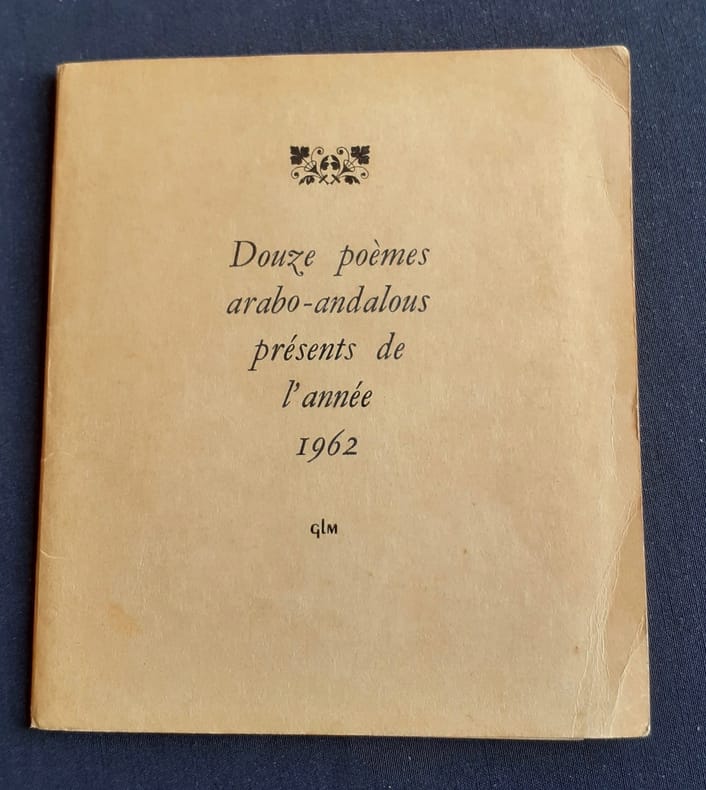 Douze poèmes
arabo-andalous
présents de
l'année
1962
GLM